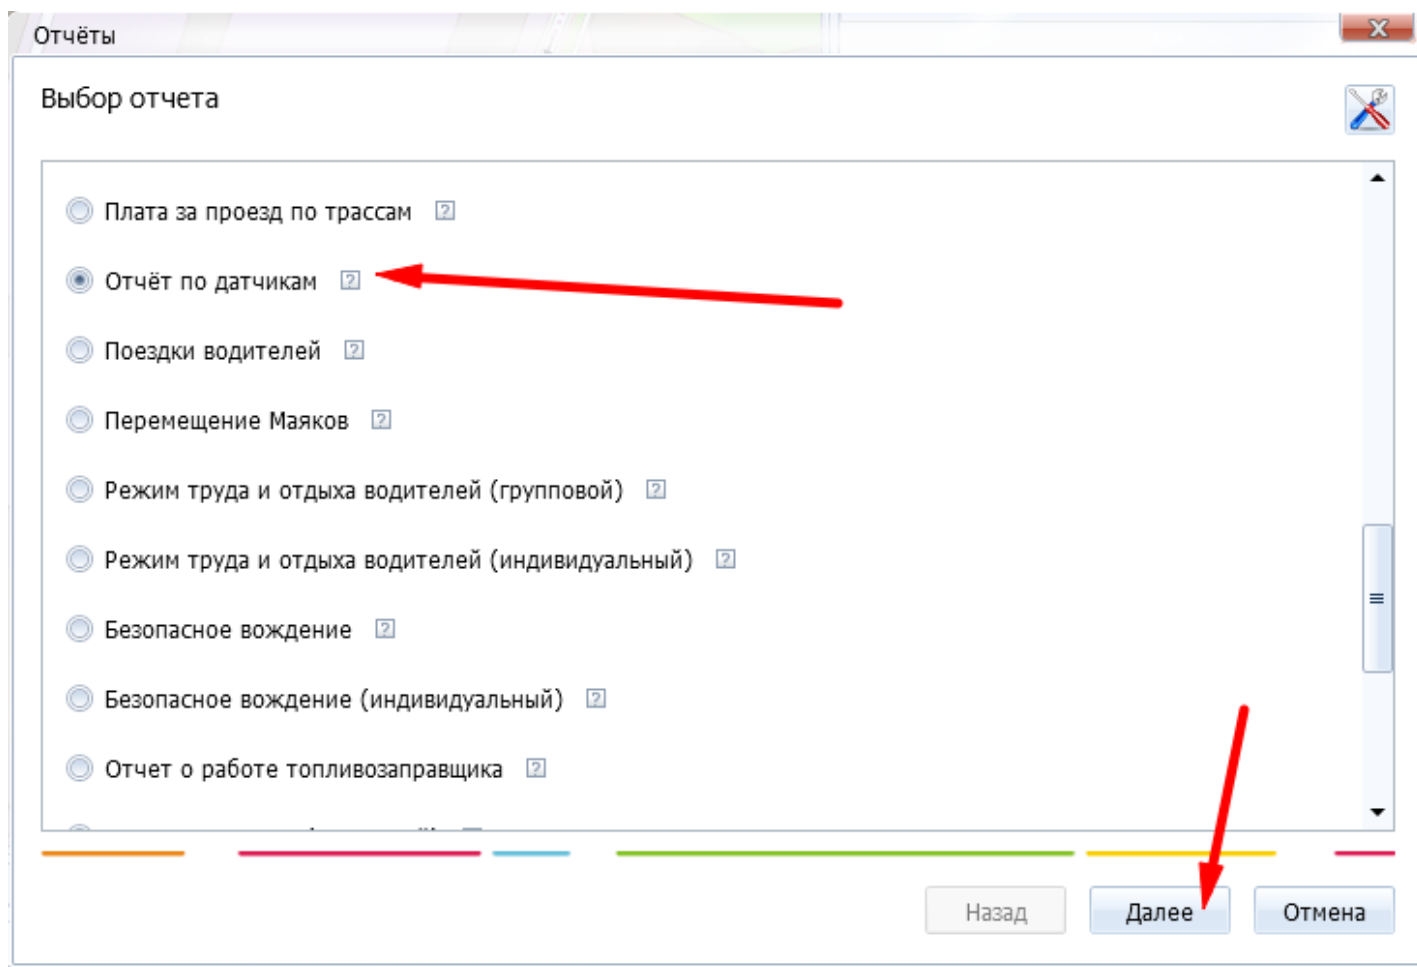 Отчёты
X
Выбор отчета
Плата за проезд по трассам ?
Отчёт по датчикам ?
Поездки водителей ?
Перемещение Маяков ?
Режим труда и отдыха водителей (групповой) ?
Режим труда и отдыха водителей (индивидуальный) ?
Безопасное вождение ?
Безопасное вождение (индивидуальный) ?
Отчет о работе топливозаправщика ?
Назад Далее Отмена